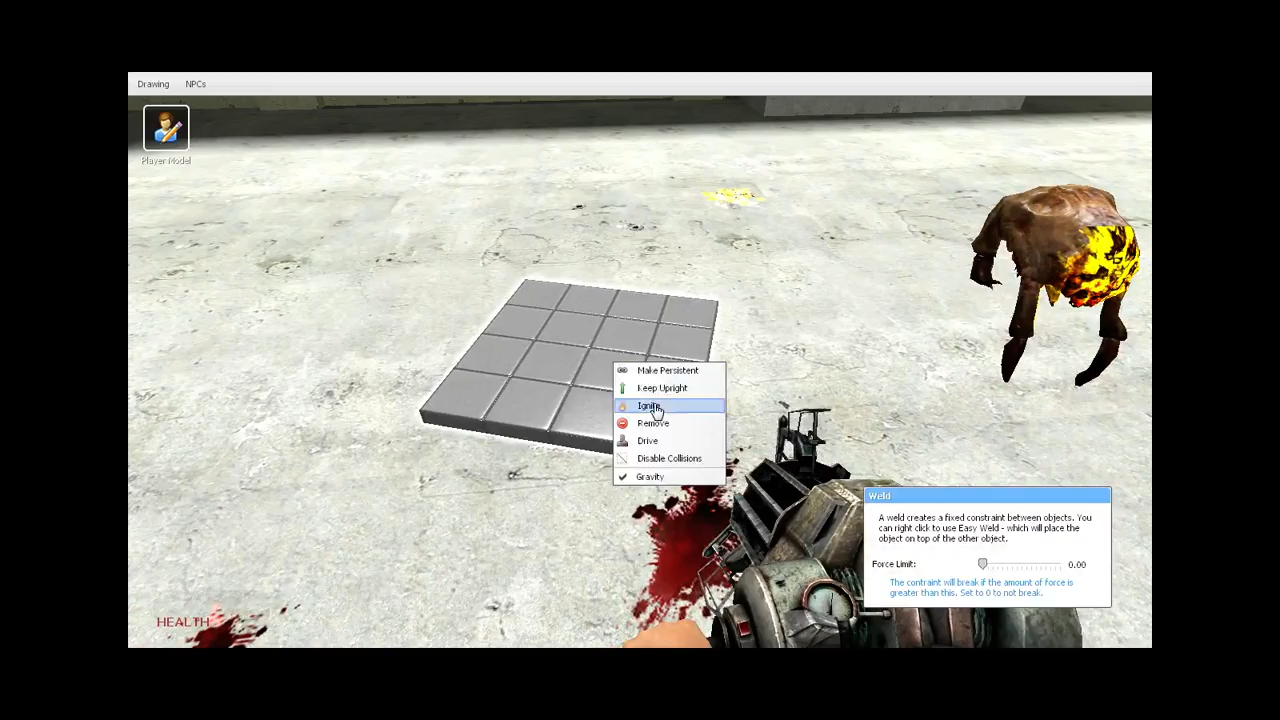 Drawing NPCs
Player Model
Make Persistent
Keep Upright
Ignite
Remove
Drive
Disable Collisions
Gravity
Weld
A weld creates a fixed constraint between objects. You
can right click to use Easy Weld - which will place the
object on top of the other object.
Force Limit: 0.00
The contraint will break if the amount of force is
greater than this. Set to 0 to not break.
HEALTH